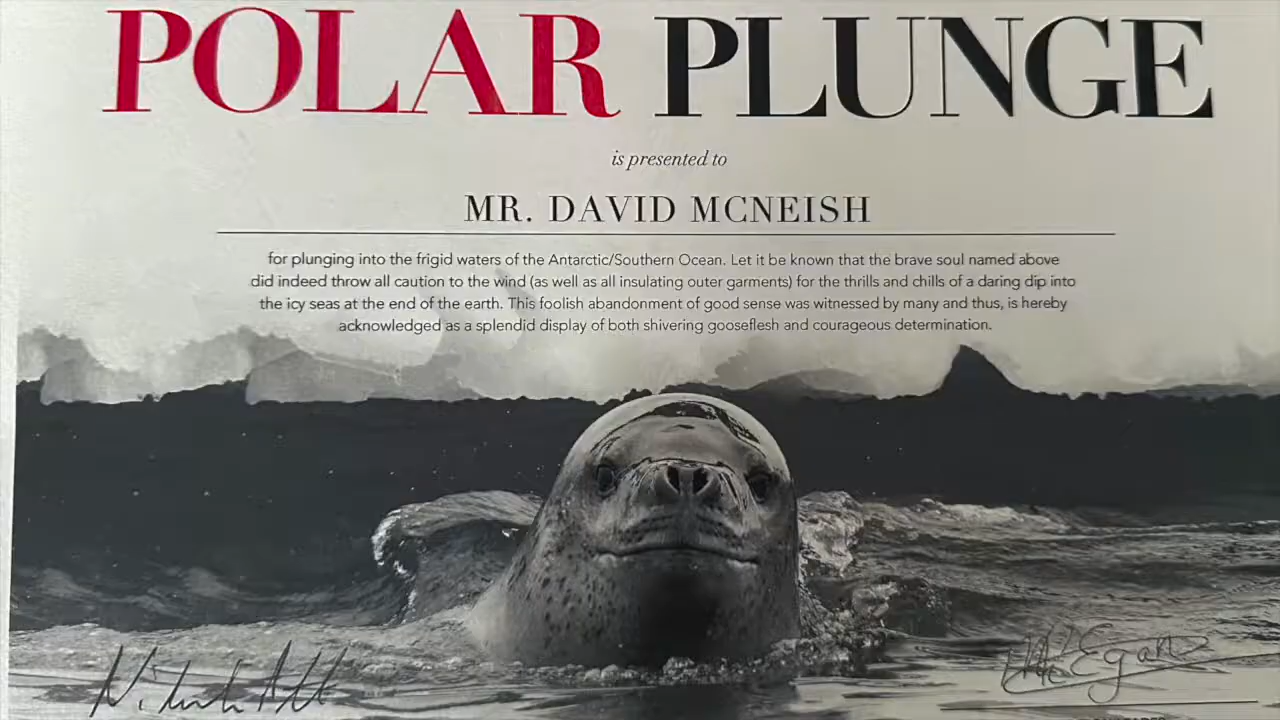 POLAR PLUNGE
is presented to
MR. DAVID MCNEISH
for plunging into the frigid waters of the Antarctic/Southern Ocean. Let it be known that the brave soul named above
did indeed throw all caution to the wind (as well as all insulating outer garments) for the thrills and chills of a daring dip into
the icy seas at the end of the earth. This foolish abandonment of good sense was witnessed by many and thus, is hereby
acknowledged as a splendid display of both shivering gooseflesh and courageous determination.
Egan